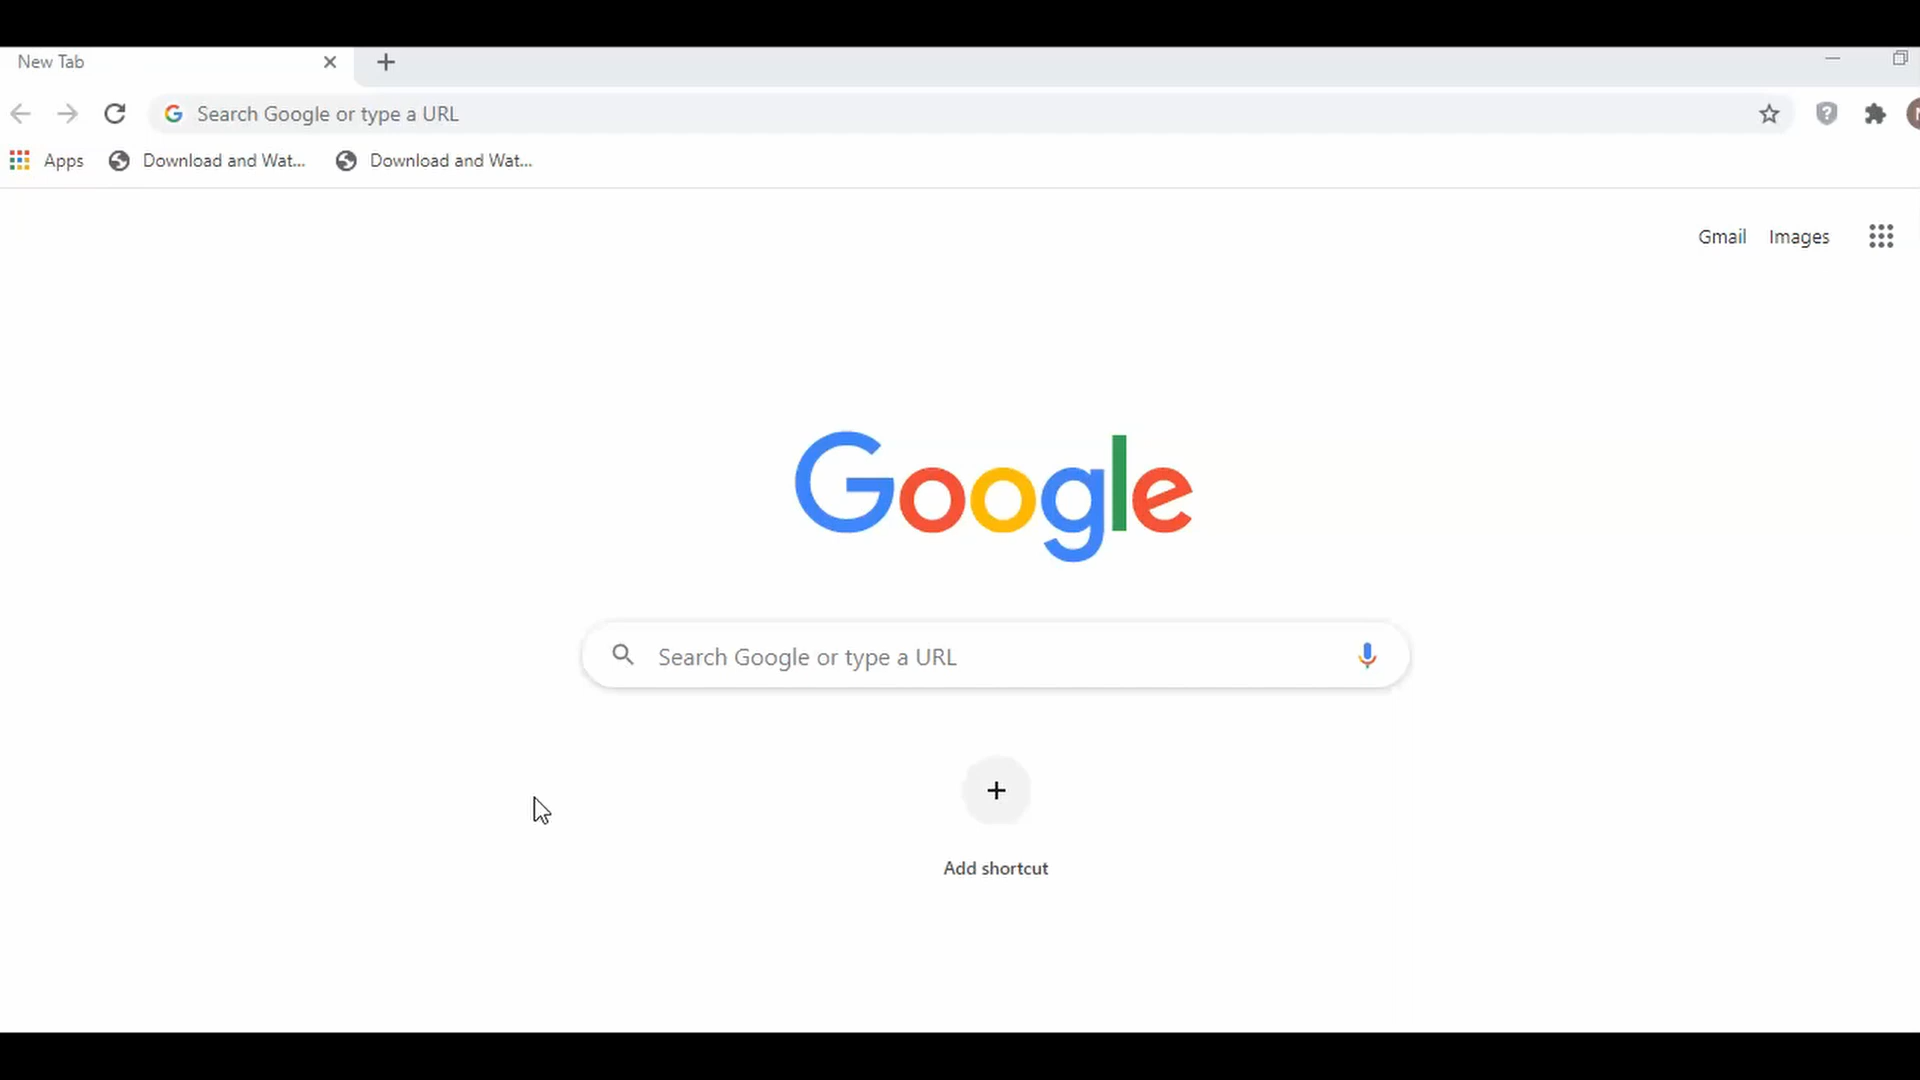 New Tab
Search Google or type a URL
Apps Download and Wat... Download and Wat...
Gmail Images
Google
Search Google or type a URL
Add shortcut